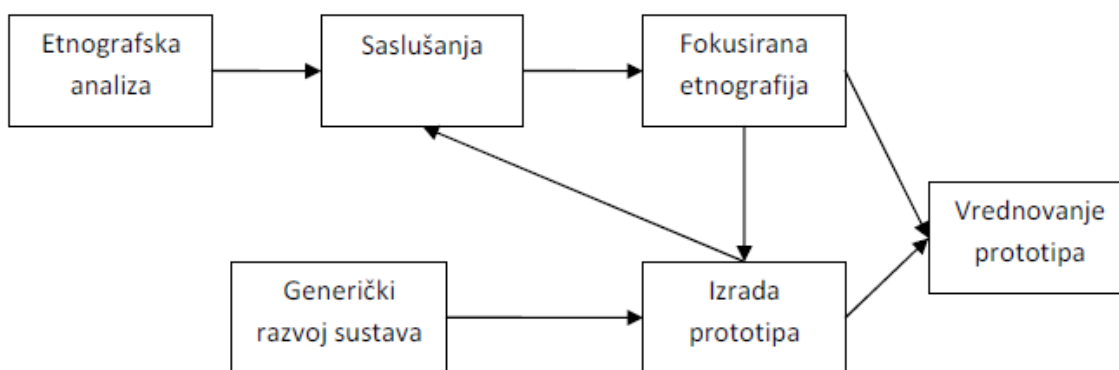 Etnografska
analiza
Saslušanja
Fokusirana
etnografija
Vrednovanje
prototipa
Generički
razvoj sustava
Izrada
prototipa